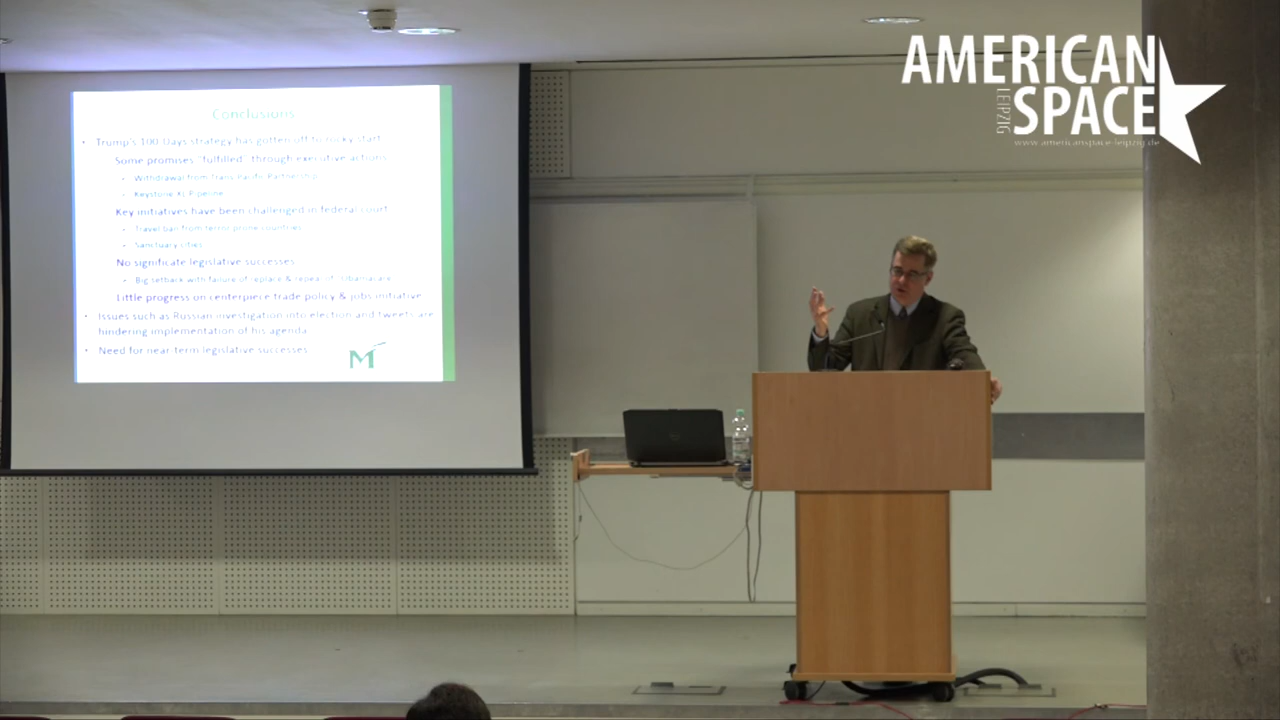 Conclusions
• Trump's 100-Days strategy has gotten off to rocky start
Some promises "fulfilled" through executive actions
• Withdrawal from Trans-Pacific Partnership
• Keystone XL Pipeline
Key initiatives have been challenged in federal court
• Travel ban from terror prone countries
• Sanctuary cities
No significate legislative successes
• Big setback with failure of replace & repeal of Obamacare
Little progress on centerpiece trade policy & jobs initiative
• Issues such as Russian investigation into election and tweets are
hindering implementation of his agenda
• Need for near-term legislative successes
M
AMERICAN
SPACE
LEIPZIG
www.americanspace-leipzig.de